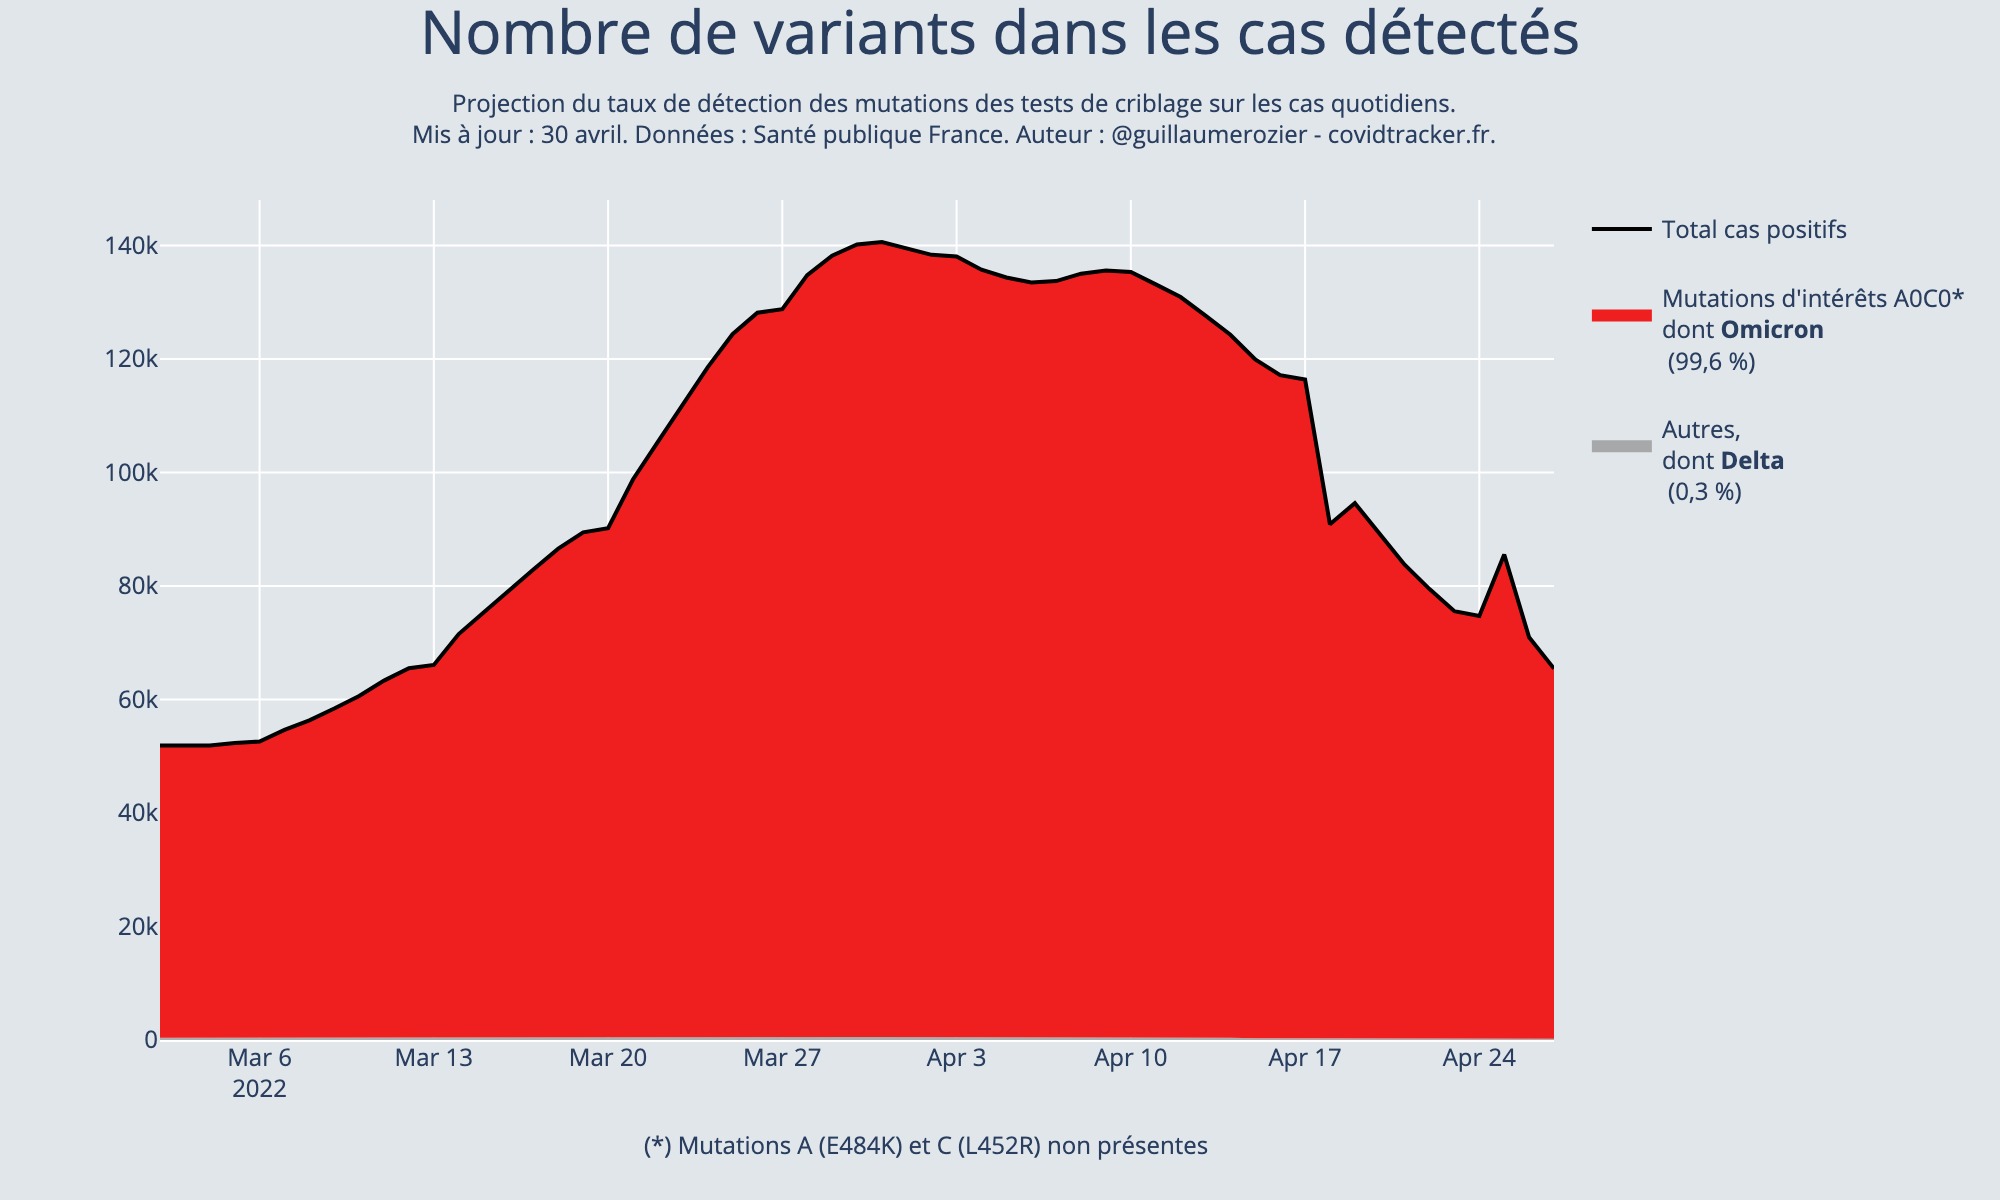 Nombre de variants dans les cas détectés
Projection du taux de détection des mutations des tests de criblage sur les cas quotidiens.
Mis à jour : 30 avril. Données : Santé publique France. Auteur : @guillaumerozier - covidtracker.fr.
140k
120k
100k
80k
60k
40k
20k
0
Mar 6
2022
Mar 13
Mar 20
Mar 27
Apr 3
Apr 10
Apr 17
Apr 24
Total cas positifs
Mutations d'intérêts A0C0*
dont Omicron
(99,6 %)
Autres,
dont Delta
(0,3 %)
(*) Mutations A (E484K) et C (L452R) non présentes